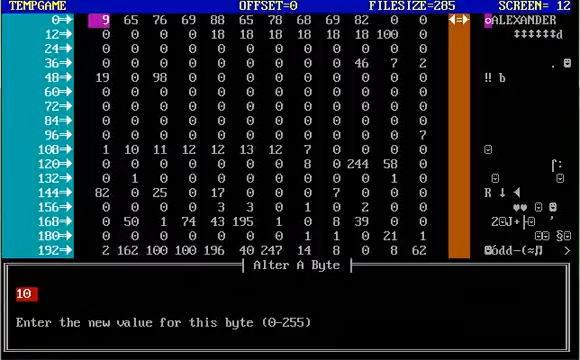 TEMPGAME OFFSET=0 FILESIZE=285 SCREEN= 12
0→ 9 65 76 69 88 65 78 68 69 82 0 0 ◄=► ○ALEXANDER
12→ 0 0 0 0 18 18 18 18 18 18 100 0 ‡‡‡‡‡‡d
24→ 0 0 0 0 0 0 0 0 0 0 0 0
36→ 0 0 0 0 0 0 0 0 0 46 7 2 .
48→ 19 0 98 0 0 0 0 0 0 0 0 0 ‼ b
60→ 0 0 0 0 0 0 0 0 0 0 0 0
72→ 0 0 0 0 0 0 0 0 0 0 0 0
84→ 0 0 0 0 0 0 0 0 0 0 0 0
96→ 0 0 0 0 0 0 0 0 0 0 0 7
108→ 1 10 11 12 12 13 12 7 0 0 0 0 ☺
120→ 0 0 0 0 0 0 0 8 0 244 58 0 ⌠:
132→ 0 1 0 0 0 0 0 0 0 0 1 0 ☺ ☺
144→ 82 0 25 0 17 0 0 0 7 0 0 0 R ↓ ◄
156→ 0 0 0 0 3 3 0 1 0 2 0 0 ♥♥ ☺ ☻
168→ 0 50 1 74 43 195 1 0 8 39 0 0 2☺J+├☺ '
180→ 0 0 0 0 0 0 1 1 0 0 21 1 ☺☺ §☺
192→ 2 162 100 100 196 40 247 14 8 0 8 62 ☻ódd─(≈♫ >
Alter A Byte
10
Enter the new value for this byte (0-255)